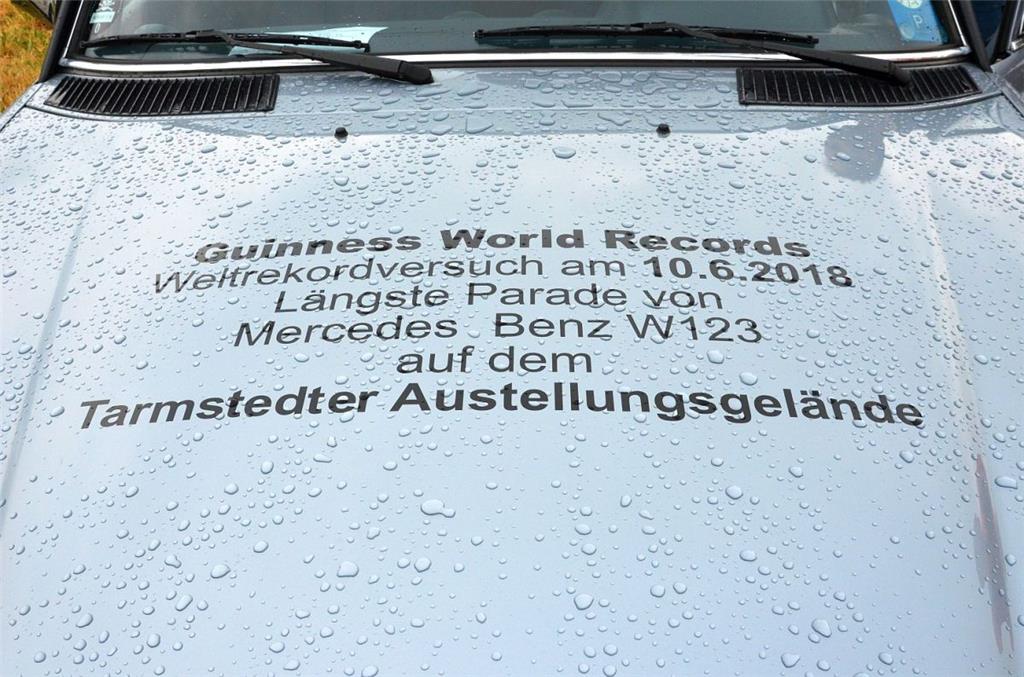 Guinness World Records
Weltrekordversuch am 10.6.2018
Längste Parade von
Mercedes Benz W123
auf dem
Tarmstedter Austellungsgelände
P